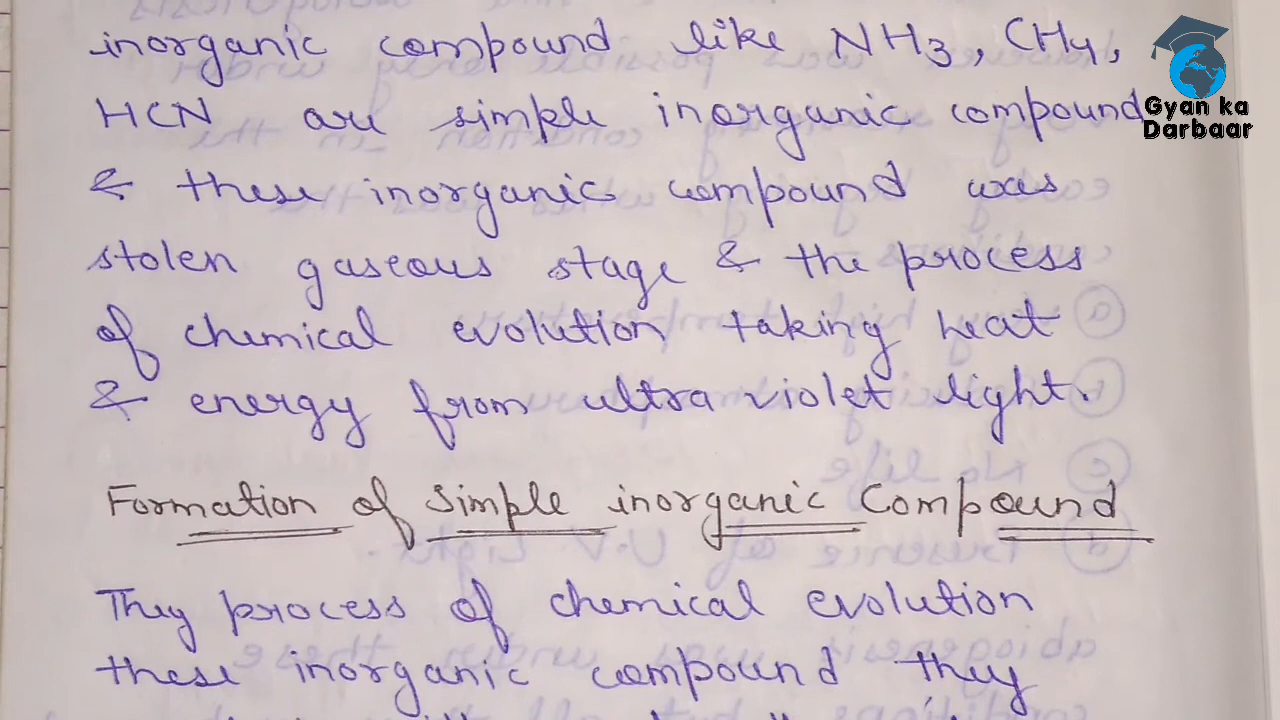 inorganic compound like NH3, CH4,
HCN are simple inorganic compound
& these inorganic compound was
stolen gaseous stage & the process
of chemical evolution taking heat
& energy from ultra violet light.
Formation of Simple inorganic Compound
They process of chemical evolution
these inorganic compound they
Gyan ka
Darbaar